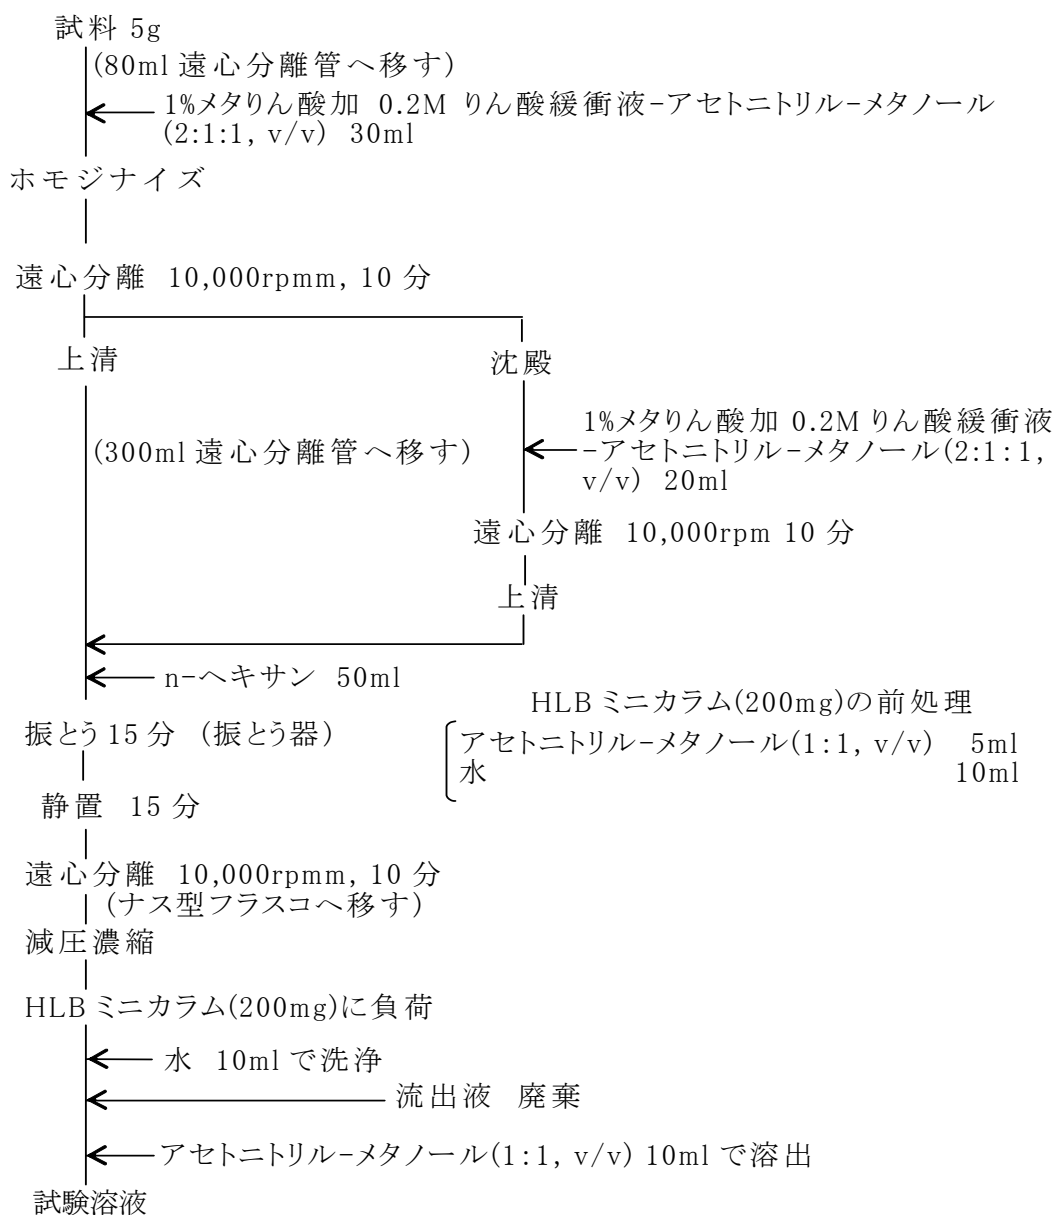 試料 5g
(80ml 遠心分離管へ移す)
1%メタりん酸加 0.2M りん酸緩衝液-アセトニトリル-メタノール
(2:1:1, v/v) 30ml
ホモジナイズ
遠心分離 10,000rpmm, 10 分
上清
沈殿
(300ml 遠心分離管へ移す)
1%メタりん酸加 0.2M りん酸緩衝液
-アセトニトリル-メタノール(2:1:1,
v/v) 20ml
遠心分離 10,000rpm 10 分
上清
n-ヘキサン 50ml
振とう 15 分 (振とう器)
HLB ミニカラム(200mg)の前処理
アセトニトリル-メタノール(1:1, v/v) 5ml
水 10ml
静置 15 分
遠心分離 10,000rpmm, 10 分
(ナス型フラスコへ移す)
減圧濃縮
HLB ミニカラム(200mg)に負荷
水 10ml で洗浄
流出液 廃棄
アセトニトリル-メタノール(1:1, v/v) 10ml で溶出
試験溶液